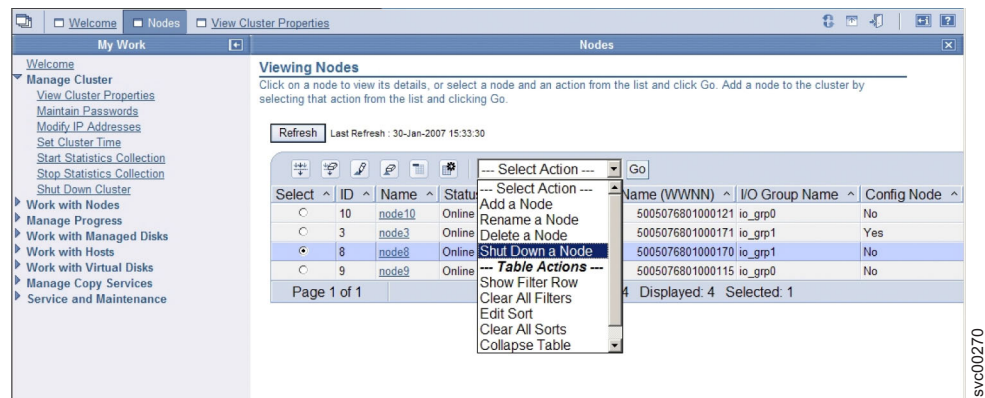 Welcome Nodes View Cluster Properties
My Work
Nodes
Welcome
Manage Cluster
View Cluster Properties
Maintain Passwords
Modify IP Addresses
Set Cluster Time
Start Statistics Collection
Stop Statistics Collection
Shut Down Cluster
Work with Nodes
Manage Progress
Work with Managed Disks
Work with Hosts
Work with Virtual Disks
Manage Copy Services
Service and Maintenance
Viewing Nodes
Click on a node to view its details, or select a node and an action from the list and click Go. Add a node to the cluster by
selecting that action from the list and clicking Go.
Refresh Last Refresh : 30-Jan-2007 15:33:30
--- Select Action --- Go
Select ID Name Status Name (WWNN) I/O Group Name Config Node
10 node10 Online 5005076801000121 io_grp0 No
3 node3 Online 5005076801000171 io_grp1 Yes
8 node8 Online 5005076801000170 io_grp1 No
9 node9 Online 5005076801000115 io_grp0 No
Page 1 of 1 4 Displayed: 4 Selected: 1
--- Select Action ---
Add a Node
Rename a Node
Delete a Node
Shut Down a Node
--- Table Actions ---
Show Filter Row
Clear All Filters
Edit Sort
Clear All Sorts
Collapse Table
svc00270